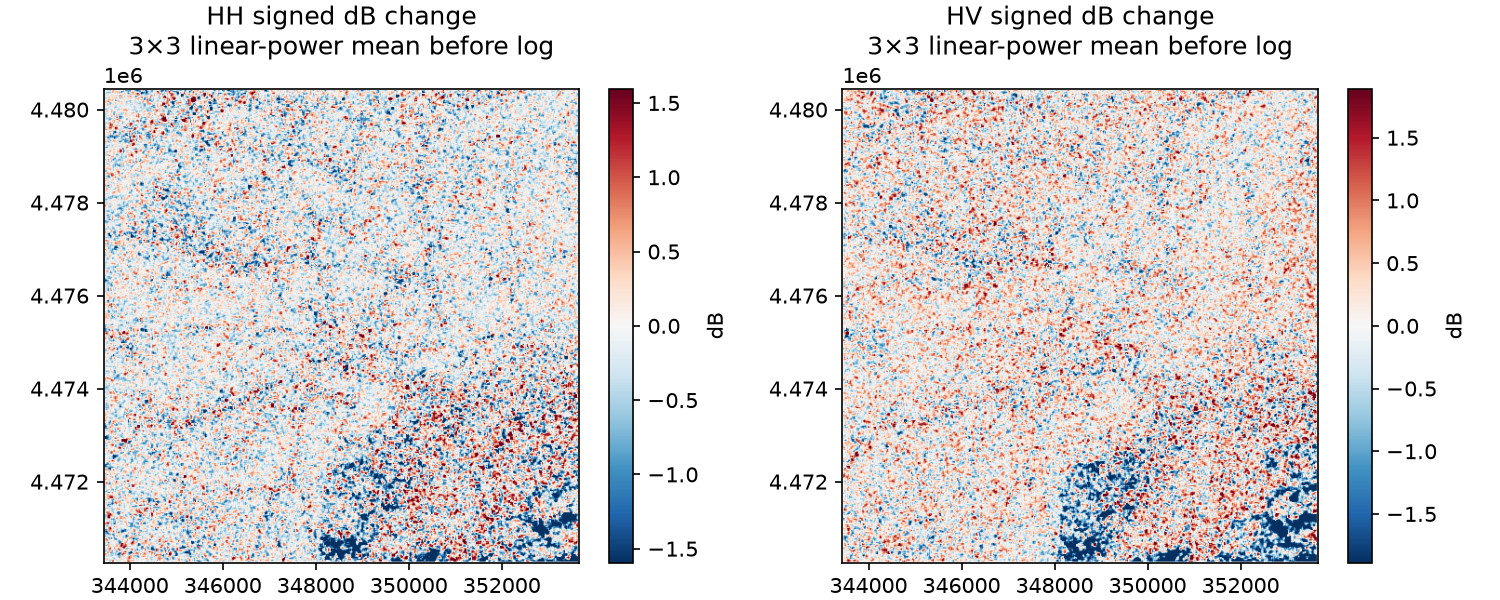 HH signed dB change
3×3 linear-power mean before log
1e6
4.480
4.478
4.476
4.474
4.472
344000 346000 348000 350000 352000
1.5
1.0
0.5
0.0
−0.5
−1.0
−1.5
dB
HV signed dB change
3×3 linear-power mean before log
1e6
4.480
4.478
4.476
4.474
4.472
344000 346000 348000 350000 352000
1.5
1.0
0.5
0.0
−0.5
−1.0
−1.5
dB